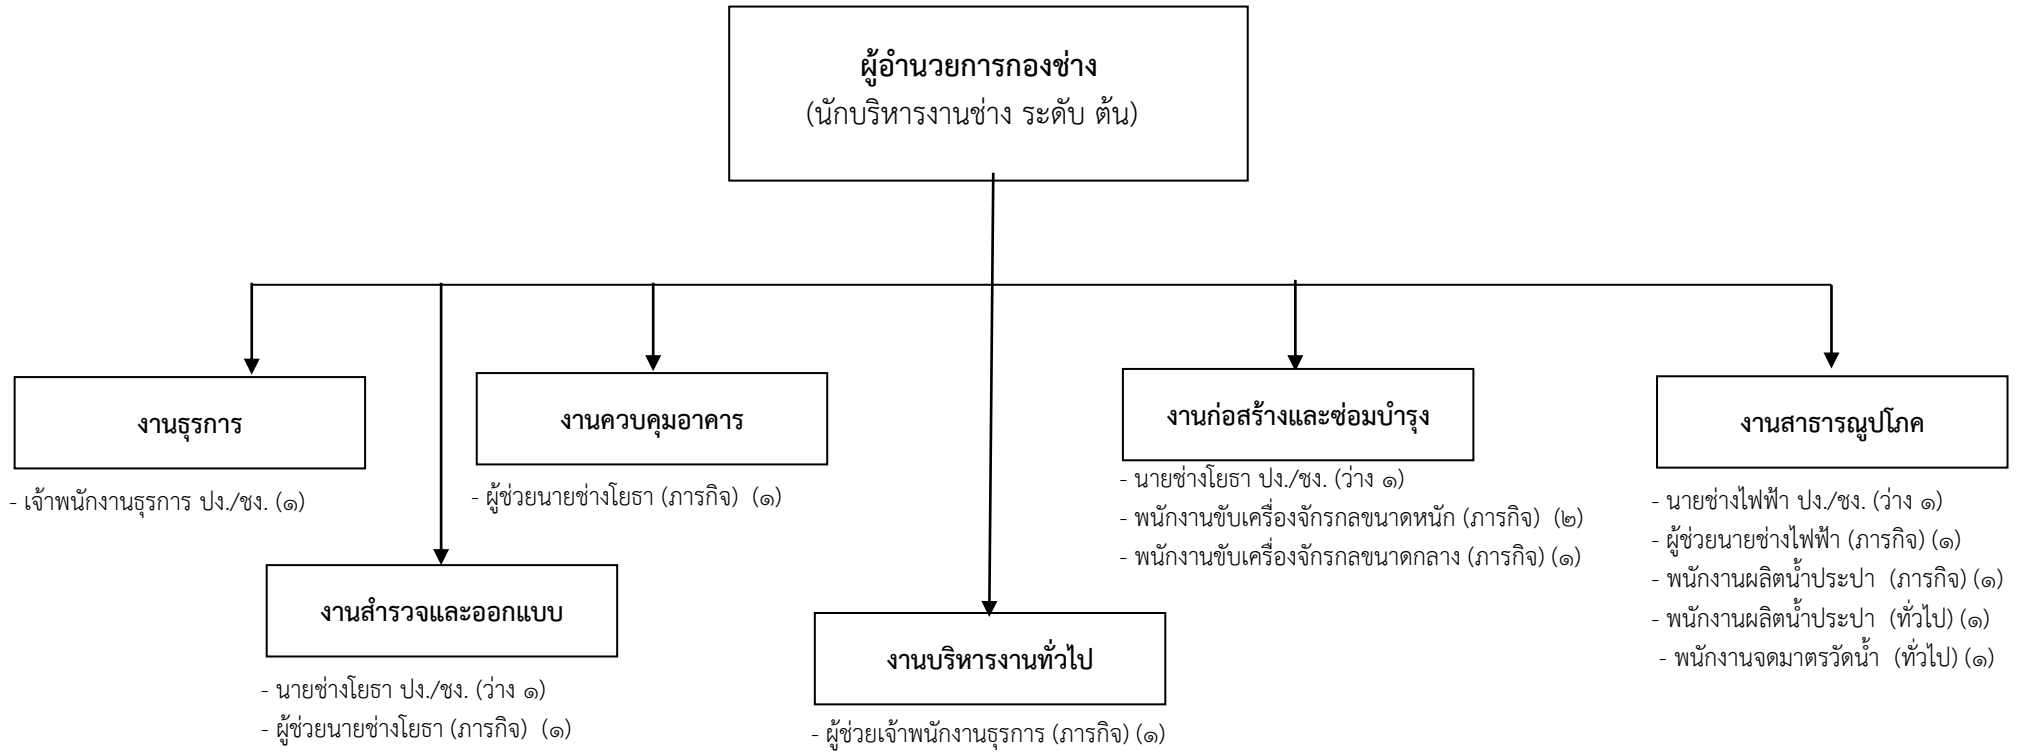 ผู้อำนวยการกองช่าง
(นักบริหารงานช่าง ระดับ ต้น)
งานธุรการ
- เจ้าพนักงานธุรการ ปง./ชง. (๑)
งานสำรวจและออกแบบ
- นายช่างโยธา ปง./ชง. (ว่าง ๑)
- ผู้ช่วยนายช่างโยธา (ภารกิจ) (๑)
งานควบคุมอาคาร
- ผู้ช่วยนายช่างโยธา (ภารกิจ) (๑)
งานบริหารงานทั่วไป
- ผู้ช่วยเจ้าพนักงานธุรการ (ภารกิจ) (๑)
งานก่อสร้างและซ่อมบำรุง
- นายช่างโยธา ปง./ชง. (ว่าง ๑)
- พนักงานขับเครื่องจักรกลขนาดหนัก (ภารกิจ) (๒)
- พนักงานขับเครื่องจักรกลขนาดกลาง (ภารกิจ) (๑)
งานสาธารณูปโภค
- นายช่างไฟฟ้า ปง./ชง. (ว่าง ๑)
- ผู้ช่วยนายช่างไฟฟ้า (ภารกิจ) (๑)
- พนักงานผลิตน้ำประปา (ภารกิจ) (๑)
- พนักงานผลิตน้ำประปา (ทั่วไป) (๑)
- พนักงานจดมาตรวัดน้ำ (ทั่วไป) (๑)